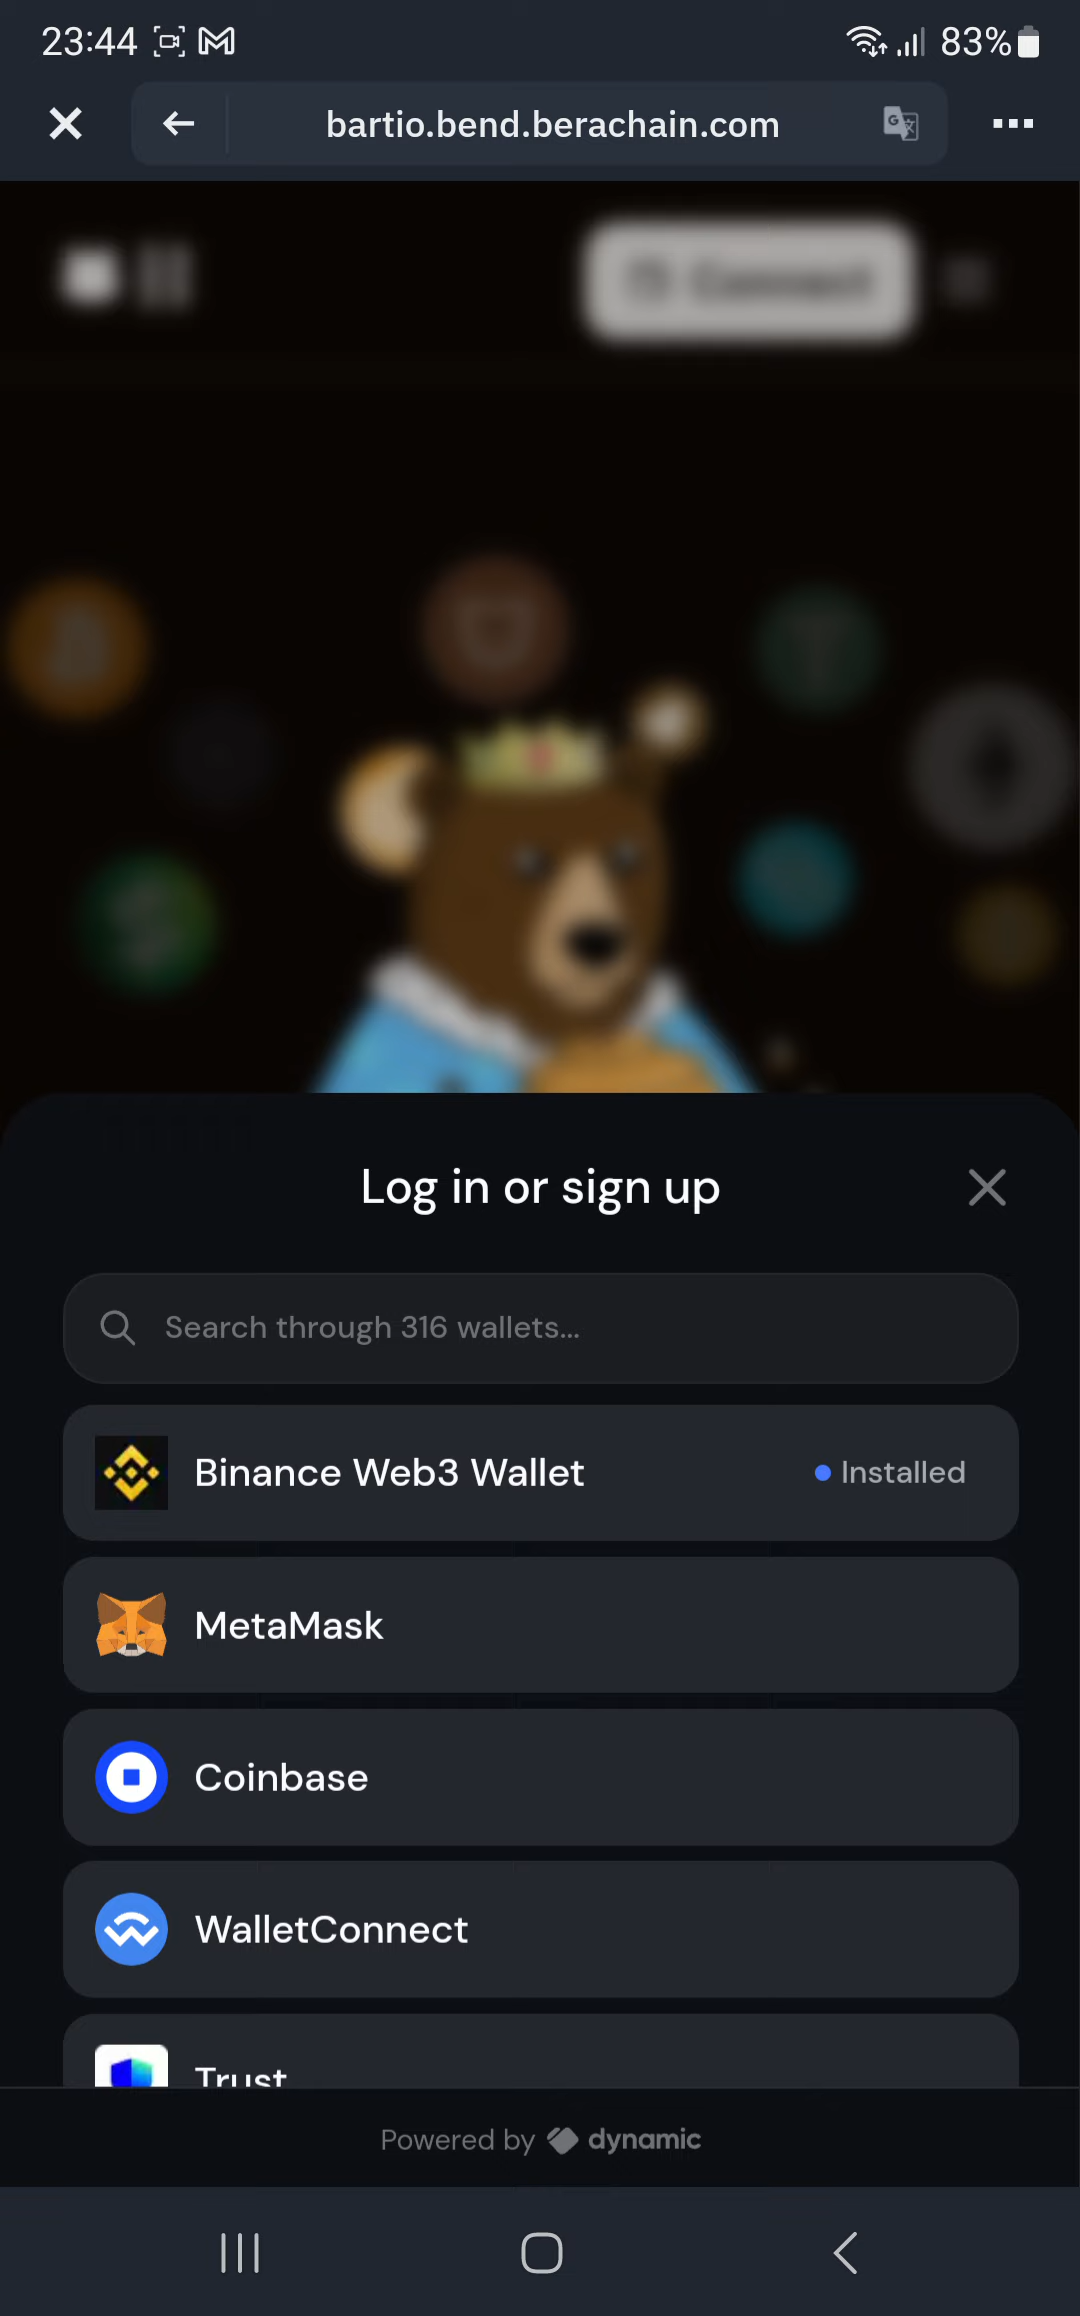 23:44
83%
bartio.bend.berachain.com
Connect
Log in or sign up
Search through 316 wallets...
Binance Web3 Wallet
Installed
MetaMask
Coinbase
WalletConnect
Trust
Powered by dynamic